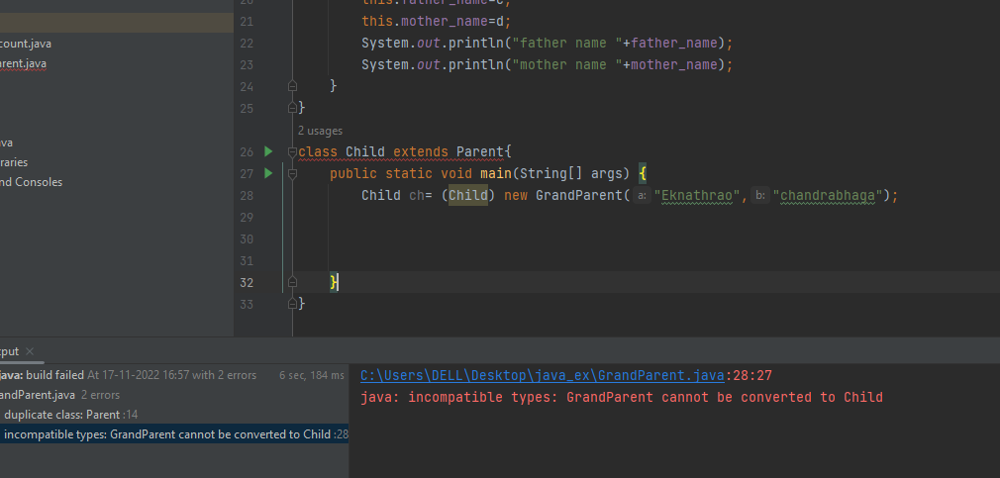 20 this.father_name=c;
21 this.mother_name=d;
count.java
22 System.out.println("father name "+father_name);
rent.java
23 System.out.println("mother name "+mother_name);
24 }
25 }
2 usages
ava
26 class Child extends Parent{
raries
27 public static void main(String[] args) {
nd Consoles
28 Child ch= (Child) new GrandParent( a: "Eknathrao", b: "chandrabhaga");
29
30
31
32 }
33 }
put ×
java: build failed At 17-11-2022 16:57 with 2 errors 6 sec, 184 ms
C:\Users\DELL\Desktop\java_ex\GrandParent.java:28:27
andParent.java 2 errors
java: incompatible types: GrandParent cannot be converted to Child
duplicate class: Parent :14
incompatible types: GrandParent cannot be converted to Child :28